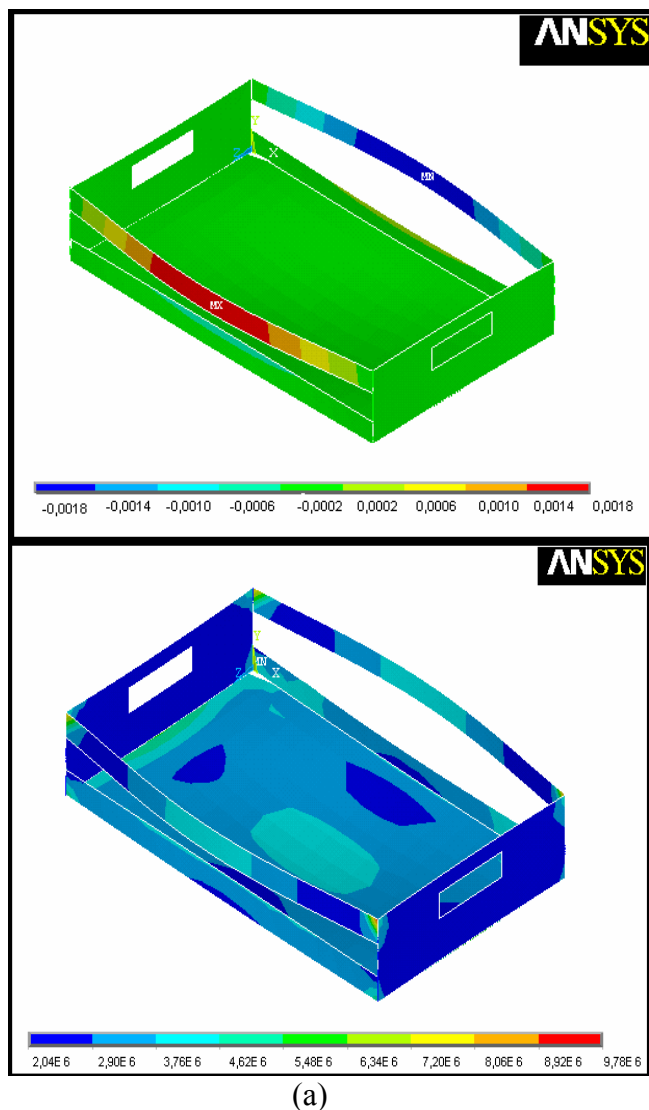 ANSYS
MN
Y
Z X
MX
-0,0018 -0,0014 -0,0010 -0,0006 -0,0002 0,0002 0,0006 0,0010 0,0014 0,0018
ANSYS
Y
MN
Z X
2,04E 6 2,90E 6 3,76E 6 4,62E 6 5,48E 6 6,34E 6 7,20E 6 8,06E 6 8,92E 6 9,78E 6
(a)